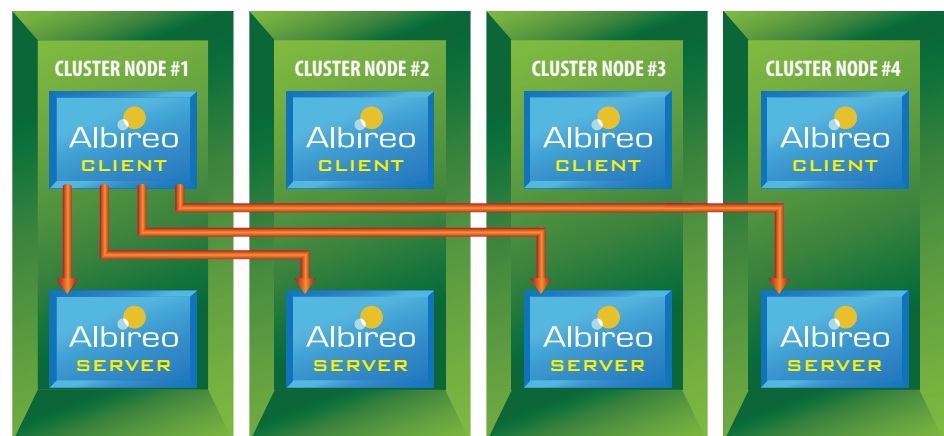 CLUSTER NODE #1
CLUSTER NODE #2
CLUSTER NODE #3
CLUSTER NODE #4
Albireo
CLIENT
Albireo
CLIENT
Albireo
CLIENT
Albireo
CLIENT
Albireo
SERVER
Albireo
SERVER
Albireo
SERVER
Albireo
SERVER